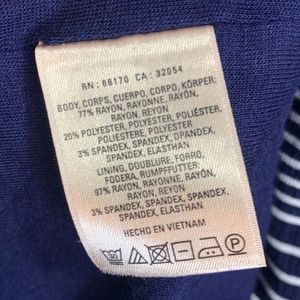 RN: 66170 CA: 32054
BODY, CORPS, CUERPO, CORPO, KÖRPER:
77% RAYON, RAYONNE, RAYÓN,
RAYON, REYON
20% POLYESTER, POLYESTER, POLIÉSTER,
POLIESTERE, POLYESTER
3% SPANDEX, SPANDEX, SPANDEX,
SPANDEX, ELASTHAN
LINING, DOUBLURE, FORRO,
FODERA, RUMPFFUTTER:
97% RAYON, RAYONNE, RAYÓN,
RAYON, REYON
3% SPANDEX, SPANDEX, SPANDEX,
SPANDEX, ELASTHAN
HECHO EN VIETNAM